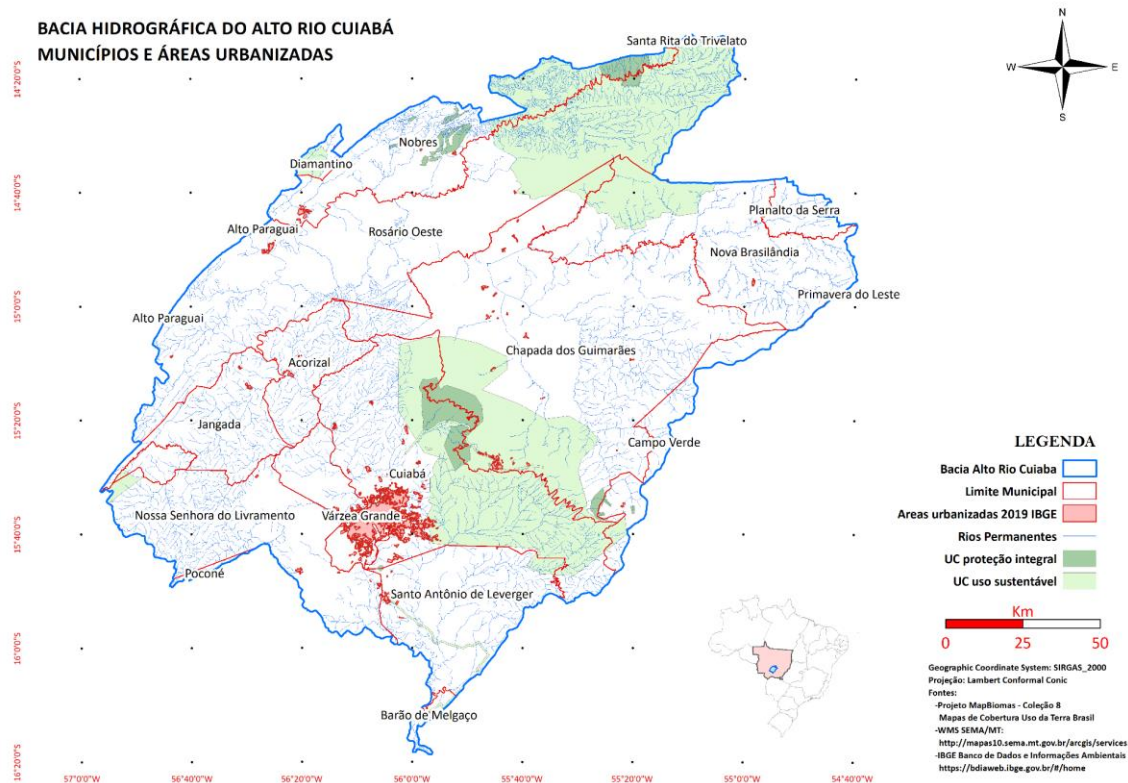 BACIA HIDROGRÁFICA DO ALTO RIO CUIABÁ
MUNICÍPIOS E ÁREAS URBANIZADAS
N
W
E
S
14°20'0"S
14°40'0"S
15°0'0"S
15°20'0"S
15°40'0"S
16°0'0"S
16°20'0"S
Santa Rita do Trivelato
Nobres
Diamantino
Planalto da Serra
Alto Paraguai
Rosário Oeste
Nova Brasilândia
Primavera do Leste
Alto Paraguai
Chapada dos Guimarães
Acorizal
Jangada
Campo Verde
Cuiabá
Nossa Senhora do Livramento
Várzea Grande
Poconé
Santo Antônio de Leverger
Barão de Melgaço
57°0'0"O
56°40'0"O
56°20'0"O
56°0'0"O
55°40'0"O
55°20'0"O
55°0'0"O
54°40'0"O
LEGENDA
Bacia Alto Rio Cuiaba
Limite Municipal
Areas urbanizadas 2019 IBGE
Rios Permanentes
UC proteção integral
UC uso sustentável
Km
0 25 50
Geographic Coordinate System: SIRGAS_2000
Projeção: Lambert Conformal Conic
Fontes:
-Projeto MapBiomas - Coleção 8
Mapas de Cobertura Uso da Terra Brasil
-WMS SEMA/MT:
http://mapas10.sema.mt.gov.br/arcgis/services
-IBGE Banco de Dados e Informações Ambientais
https://bdiaweb.ibge.gov.br/#/home